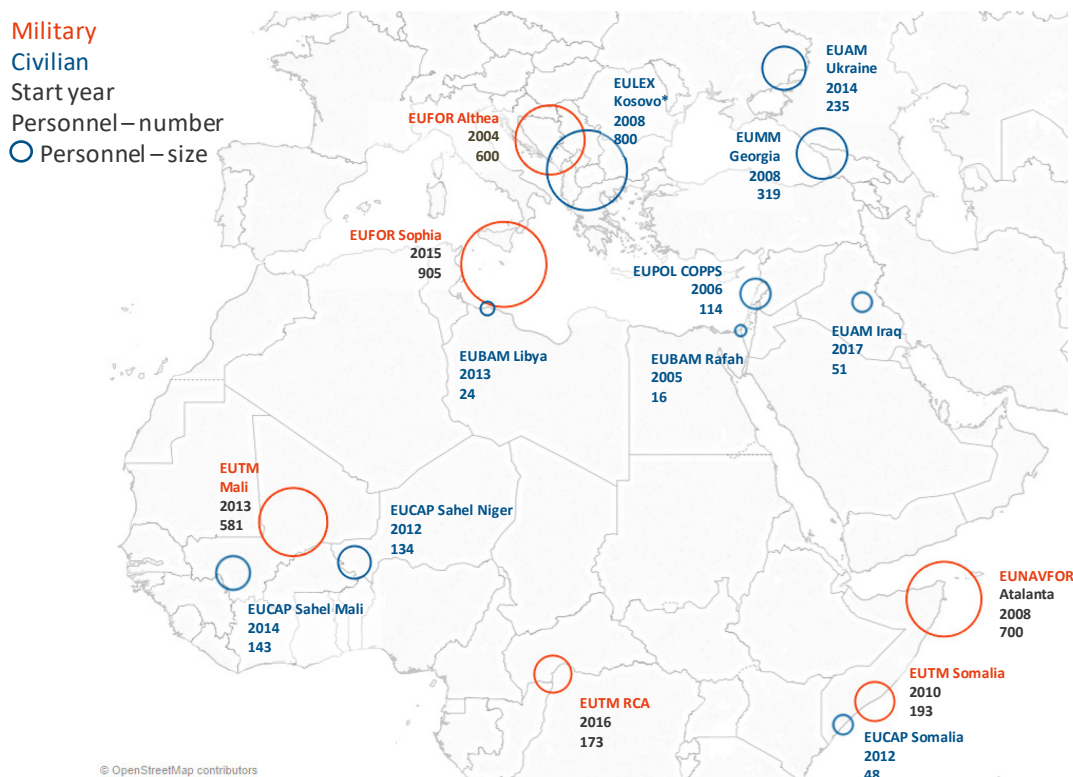 Military
Civilian
Start year
Personnel – number
Personnel – size
EUAM
Ukraine
2014
235
EULEX
Kosovo*
2008
800
EUFOR Althea
2004
600
EUMM
Georgia
2008
319
EUFOR Sophia
2015
905
EUPOL COPPS
2006
114
EUAM Iraq
2017
51
EUBAM Libya
2013
24
EUBAM Rafah
2005
16
EUTM
Mali
2013
581
EUCAP Sahel Niger
2012
134
EUCAP Sahel Mali
2014
143
EUNAVFOR
Atalanta
2008
700
EUTM RCA
2016
173
EUTM Somalia
2010
193
EUCAP Somalia
2012
48
© OpenStreetMap contributors